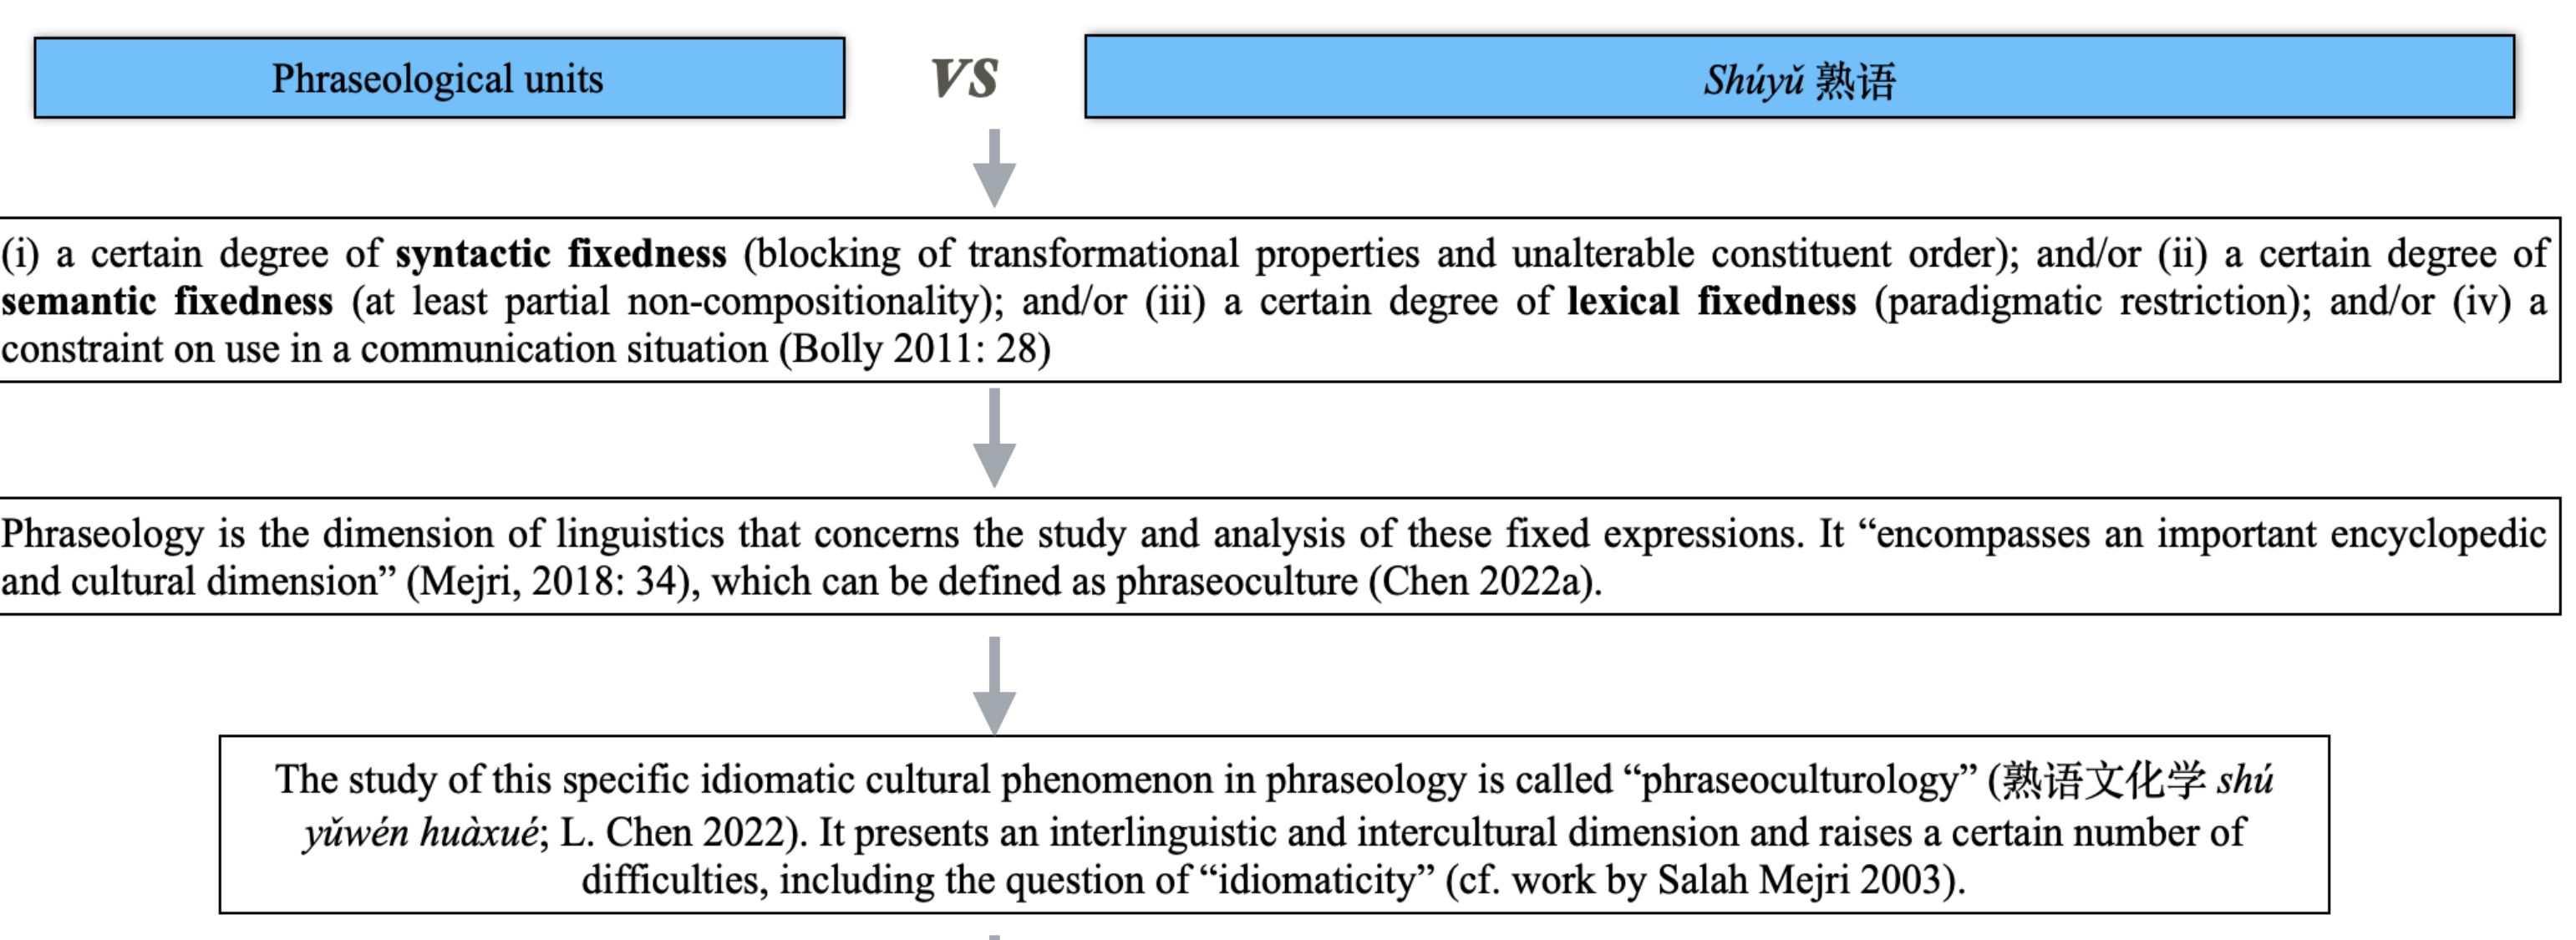 Phraseological units
vs
Shúyǔ 熟语
(i) a certain degree of syntactic fixedness (blocking of transformational properties and unalterable constituent order); and/or (ii) a certain degree of
semantic fixedness (at least partial non-compositionality); and/or (iii) a certain degree of lexical fixedness (paradigmatic restriction); and/or (iv) a
constraint on use in a communication situation (Bolly 2011: 28)
Phraseology is the dimension of linguistics that concerns the study and analysis of these fixed expressions. It “encompasses an important encyclopedic
and cultural dimension” (Mejri, 2018: 34), which can be defined as phraseoculture (Chen 2022a).
The study of this specific idiomatic cultural phenomenon in phraseology is called “phraseoculturology” (熟语文化学 shú
yǔwén huàxué; L. Chen 2022). It presents an interlinguistic and intercultural dimension and raises a certain number of
difficulties, including the question of “idiomaticity” (cf. work by Salah Mejri 2003).